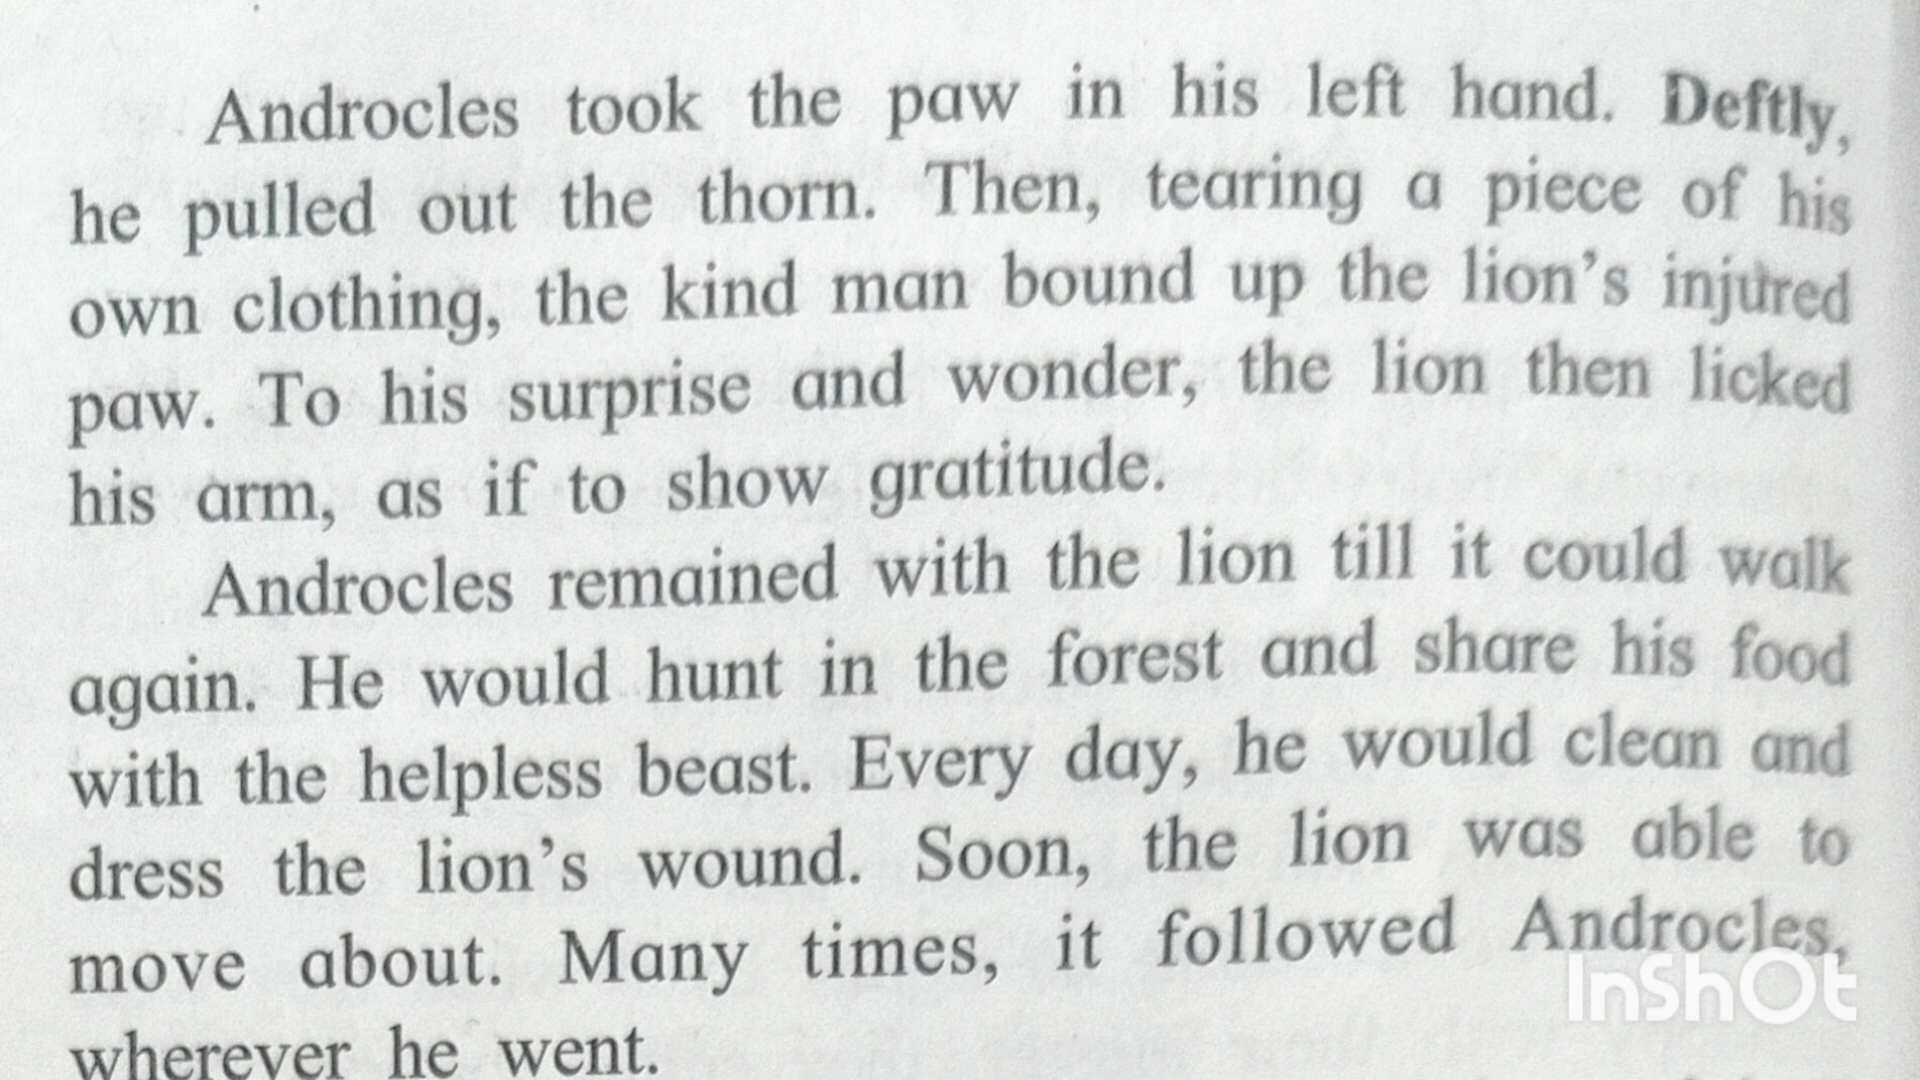 Androcles took the paw in his left hand. Deftly,
he pulled out the thorn. Then, tearing a piece of his
own clothing, the kind man bound up the lion's injured
paw. To his surprise and wonder, the lion then licked
his arm, as if to show gratitude.
Androcles remained with the lion till it could walk
again. He would hunt in the forest and share his food
with the helpless beast. Every day, he would clean and
dress the lion's wound. Soon, the lion was able to
move about. Many times, it followed Androcles,
wherever he went.
InShOt